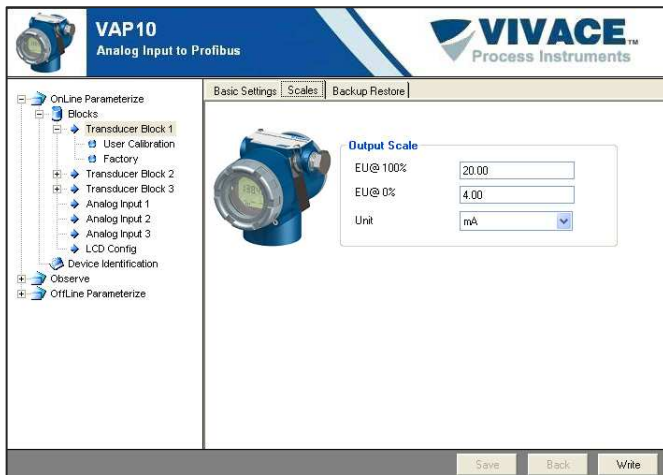 VAP10
Analog Input to Profibus
VIVACE™
Process Instruments
OnLine Parameterize
Blocks
Transducer Block 1
User Calibration
Factory
Transducer Block 2
Transducer Block 3
Analog Input 1
Analog Input 2
Analog Input 3
LCD Config
Device Identification
Observe
OffLine Parameterize
Basic Settings
Scales
Backup Restore
Output Scale
EU@ 100%
20.00
EU@ 0%
4.00
Unit
mA
Save
Back
Write